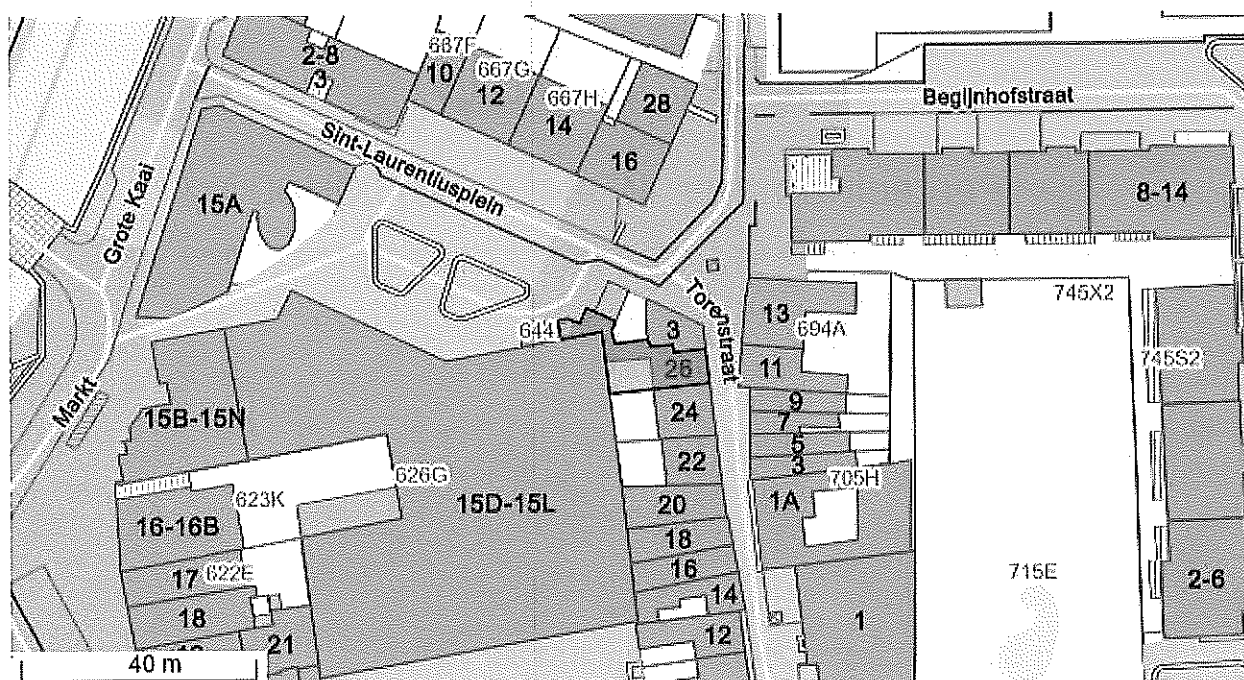 2-8
3
667F
10
667G
12
667H
14
28
16
Begijnhofstraat
Sint-Laurentiusplein
15A
Grote Kaai
8-14
745X2
Torenstraat
13
694A
644
3
26
11
745S2
9
24
7
Markt
15B-15N
5
22
3
626G
705H
623K
15D-15L
1A
20
16-16B
18
17
622E
16
715E
14
2-6
18
1
12
21
40 m